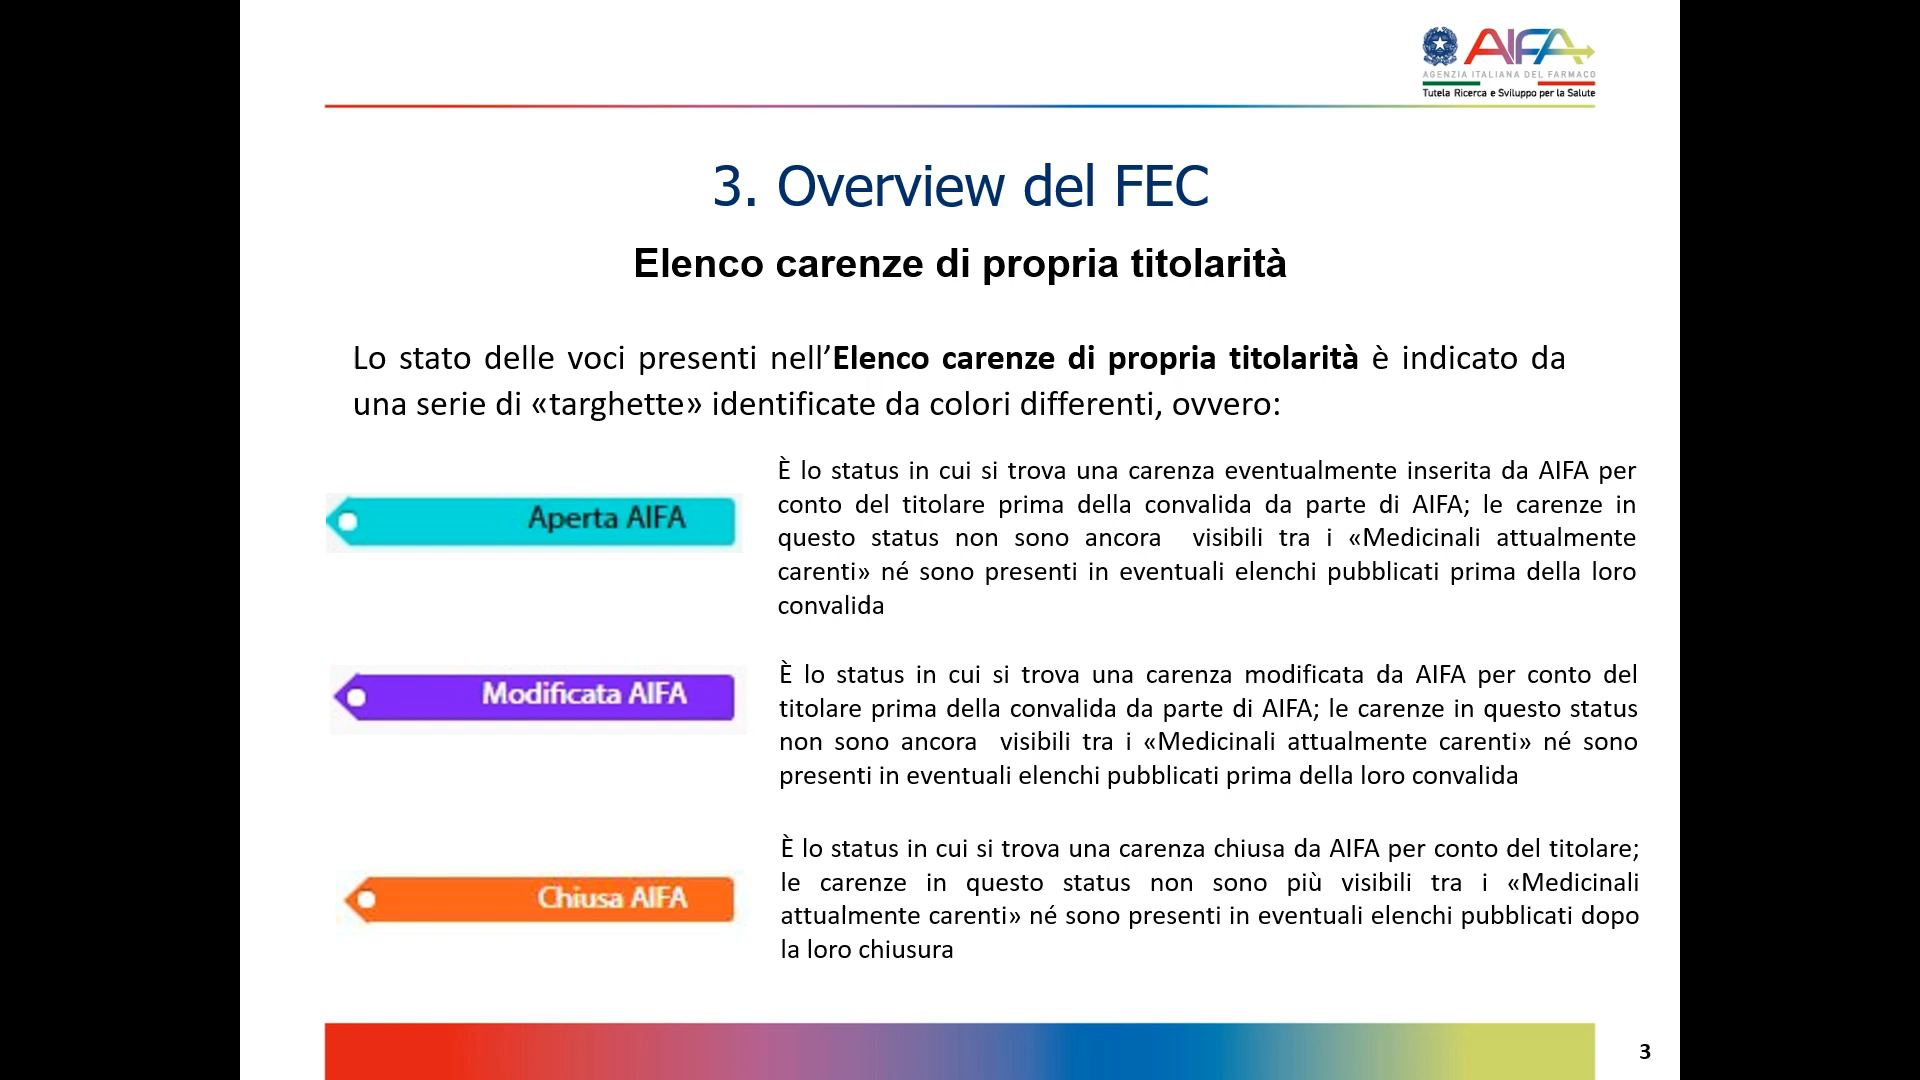 AIFA
AGENZIA ITALIANA DEL FARMACO
Tutela Ricerca e Sviluppo per la Salute
3. Overview del FEC
Elenco carenze di propria titolarità
Lo stato delle voci presenti nell’Elenco carenze di propria titolarità è indicato da
una serie di «targhette» identificate da colori differenti, ovvero:
Aperta AIFA
È lo status in cui si trova una carenza eventualmente inserita da AIFA per
conto del titolare prima della convalida da parte di AIFA; le carenze in
questo status non sono ancora visibili tra i «Medicinali attualmente
carenti» né sono presenti in eventuali elenchi pubblicati prima della loro
convalida
Modificata AIFA
È lo status in cui si trova una carenza modificata da AIFA per conto del
titolare prima della convalida da parte di AIFA; le carenze in questo status
non sono ancora visibili tra i «Medicinali attualmente carenti» né sono
presenti in eventuali elenchi pubblicati prima della loro convalida
Chiusa AIFA
È lo status in cui si trova una carenza chiusa da AIFA per conto del titolare;
le carenze in questo status non sono più visibili tra i «Medicinali
attualmente carenti» né sono presenti in eventuali elenchi pubblicati dopo
la loro chiusura
3